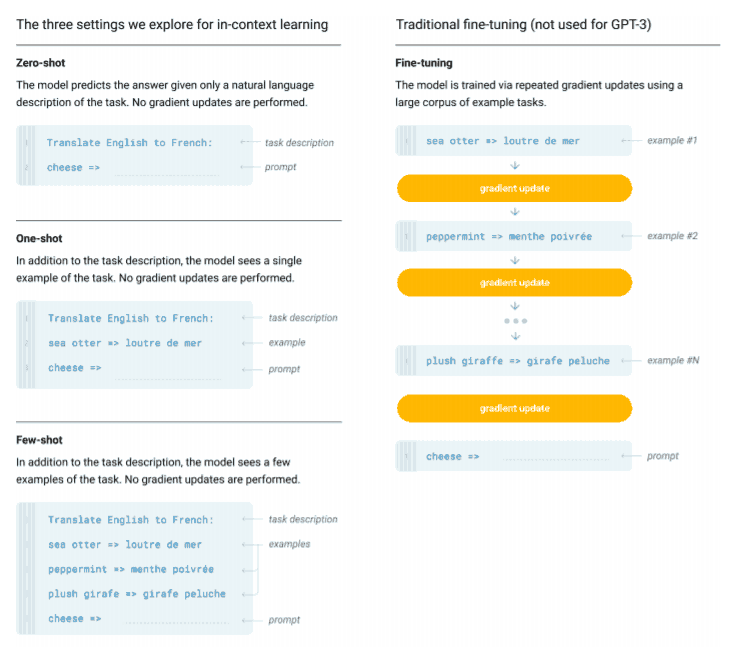 The three settings we explore for in-context learning
Zero-shot
The model predicts the answer given only a natural language
description of the task. No gradient updates are performed.
1 Translate English to French: task description
2 cheese => prompt
One-shot
In addition to the task description, the model sees a single
example of the task. No gradient updates are performed.
1 Translate English to French: task description
2 sea otter => loutre de mer example
3 cheese => prompt
Few-shot
In addition to the task description, the model sees a few
examples of the task. No gradient updates are performed.
Translate English to French: task description
sea otter => loutre de mer examples
peppermint => menthe poivrée
plush girafe => girafe peluche
cheese => prompt
Traditional fine-tuning (not used for GPT-3)
Fine-tuning
The model is trained via repeated gradient updates using a
large corpus of example tasks.
1 sea otter => loutre de mer example #1
gradient update
1 peppermint => menthe poivrée example #2
gradient update
1 plush giraffe => girafe peluche example #N
gradient update
1 cheese => prompt